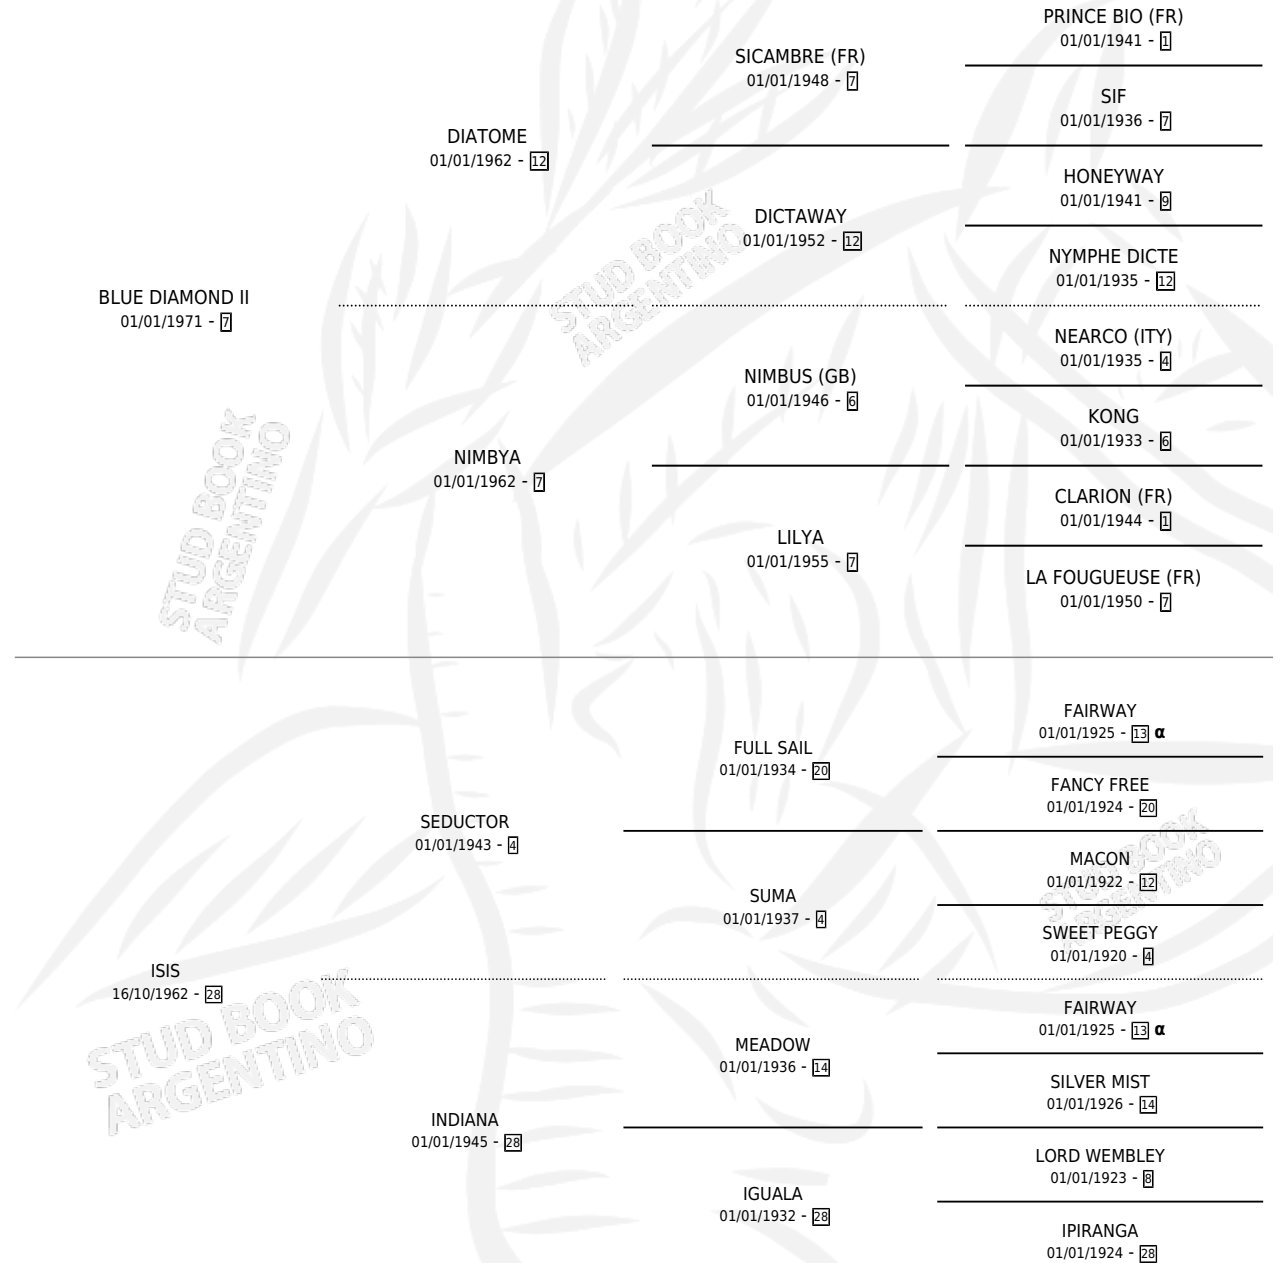 PRINCE BIO (FR)
01/01/1941 - 1
SICAMBRE (FR)
01/01/1948 - 7
SIF
01/01/1936 - 7
DIATOME
01/01/1962 - 12
HONEYWAY
01/01/1941 - 9
DICTAWAY
01/01/1952 - 12
NYMPHE DICTE
01/01/1935 - 12
BLUE DIAMOND II
01/01/1971 - 7
NEARCO (ITY)
01/01/1935 - 4
NIMBUS (GB)
01/01/1946 - 6
KONG
01/01/1933 - 6
NIMBYA
01/01/1962 - 7
CLARION (FR)
01/01/1944 - 1
LILYA
01/01/1955 - 7
LA FOUGUEUSE (FR)
01/01/1950 - 7
STUD BOOK
ARGENTINO
STUD BOOK
ARGENTINO
FAIRWAY
01/01/1925 - 13 α
FULL SAIL
01/01/1934 - 20
FANCY FREE
01/01/1924 - 20
SEDUCTOR
01/01/1943 - 4
MACON
01/01/1922 - 12
SUMA
01/01/1937 - 4
SWEET PEGGY
01/01/1920 - 4
ISIS
16/10/1962 - 28
FAIRWAY
01/01/1925 - 13 α
MEADOW
01/01/1936 - 14
SILVER MIST
01/01/1926 - 14
INDIANA
01/01/1945 - 28
LORD WEMBLEY
01/01/1923 - 8
IGUALA
01/01/1932 - 28
IPIRANGA
01/01/1924 - 28
STUD BOOK
ARGENTINO
STUD BOOK
ARGENTINO